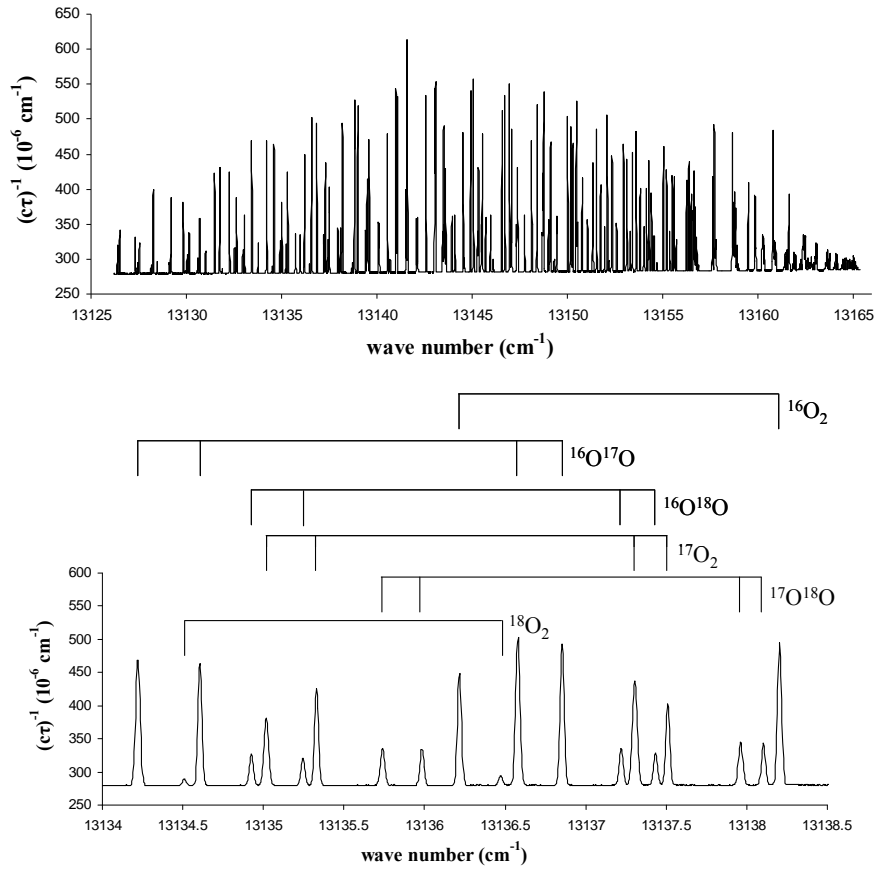 650
600
550
500
450
400
350
300
250
(cτ)⁻¹ (10⁻⁶ cm⁻¹)
13125 13130 13135 13140 13145 13150 13155 13160 13165
wave number (cm⁻¹)
¹⁶O₂
¹⁶O¹⁷O
¹⁶O¹⁸O
¹⁷O₂
¹⁷O¹⁸O
¹⁸O₂
600
550
500
450
400
350
300
250
(cτ)⁻¹ (10⁻⁶ cm⁻¹)
13134 13134.5 13135 13135.5 13136 13136.5 13137 13137.5 13138 13138.5
wave number (cm⁻¹)